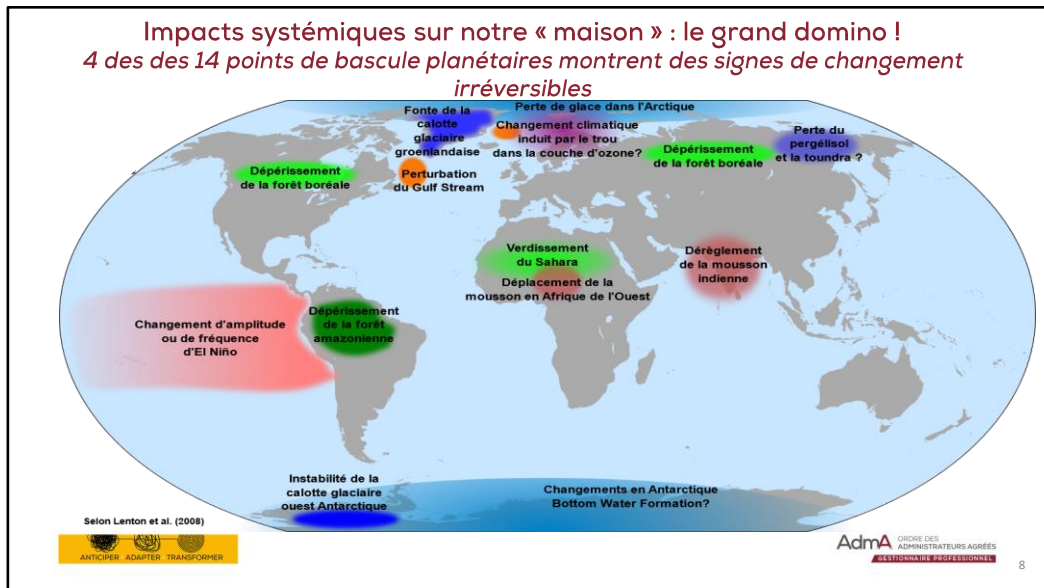 Impacts systémiques sur notre « maison » : le grand domino !
4 des des 14 points de bascule planétaires montrent des signes de changement
irréversibles
Fonte de la
calotte
glaciaire
groenlandaise
Perte de glace dans l'Arctique
Changement climatique
induit par le trou
dans la couche d'ozone?
Perte du
pergélisol
et la toundra ?
Dépérissement
de la forêt boréale
Dépérissement
de la forêt boréale
Perturbation
du Gulf Stream
Verdissement
du Sahara
Déplacement de la
mousson en Afrique de l'Ouest
Dérèglement
de la mousson
indienne
Changement d'amplitude
ou de fréquence
d'El Niño
Dépérissement
de la forêt
amazonienne
Instabilité de la
calotte glaciaire
ouest Antarctique
Changements en Antarctique
Bottom Water Formation?
Selon Lenton et al. (2008)
ANTICIPER ADAPTER TRANSFORMER
AdmA ORDRE DES
ADMINISTRATEURS AGRÉÉS
GESTIONNAIRE PROFESSIONNEL
8